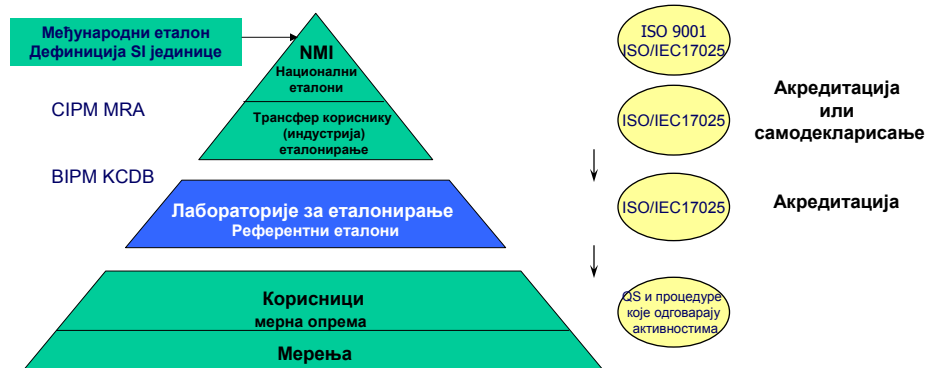 Међународни еталон
Дефиниција SI јединице
NMI
Национални
еталони
Трансфер кориснику
(индустрија)
еталонирање
CIPM MRA
BIPM KCDB
Лабораторије за еталонирање
Референтни еталони
Корисници
мерна опрема
Мерења
ISO 9001
ISO/IEC17025
ISO/IEC17025
Акредитација
или
самодекларисање
ISO/IEC17025
Акредитација
QS и процедуре
које одговарају
активностима